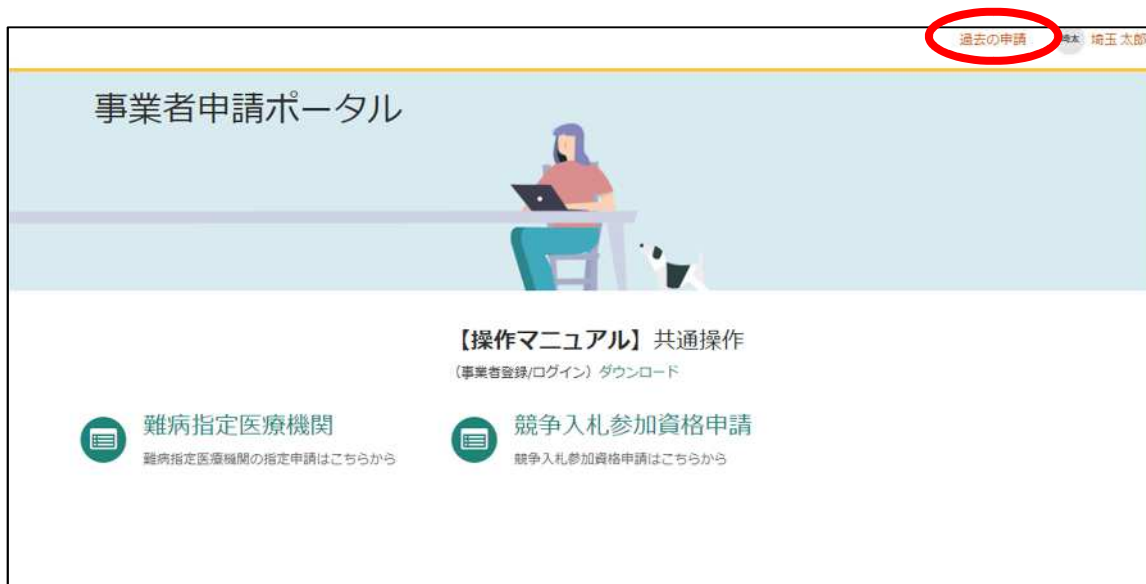 過去の申請
埼太 埼玉 太郎
事業者申請ポータル
【操作マニュアル】共通操作
（事業者登録/ログイン）ダウンロード
難病指定医療機関
難病指定医療機関の指定申請はこちらから
競争入札参加資格申請
競争入札参加資格申請はこちらから